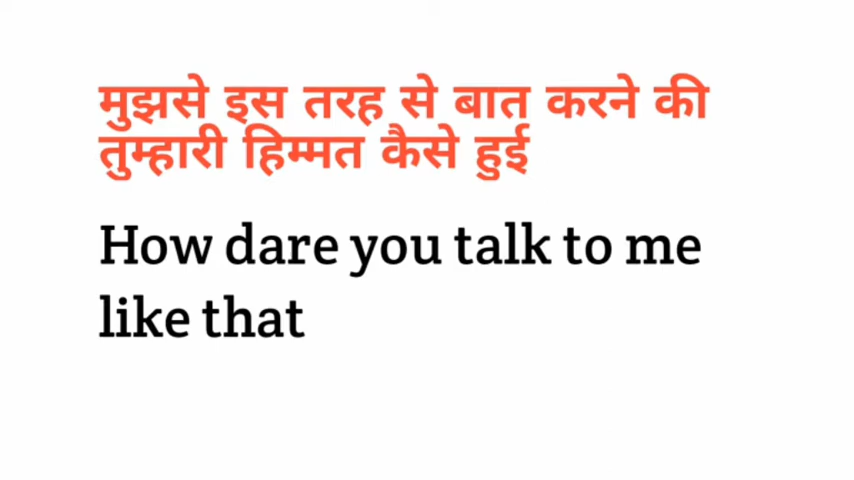 मुझसे इस तरह से बात करने की
तुम्हारी हिम्मत कैसे हुई
How dare you talk to me
like that